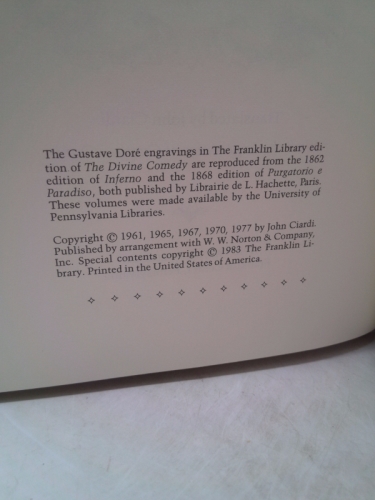 The Gustave Doré engravings in The Franklin Library edi-
tion of The Divine Comedy are reproduced from the 1862
edition of Inferno and the 1868 edition of Purgatorio e
Paradiso, both published by Librairie de L. Hachette, Paris.
These volumes were made available by the University of
Pennsylvania Libraries.
Copyright © 1961, 1965, 1967, 1970, 1977 by John Ciardi.
Published by arrangement with W. W. Norton & Company,
Inc. Special contents copyright © 1983 The Franklin Li-
brary. Printed in the United States of America.